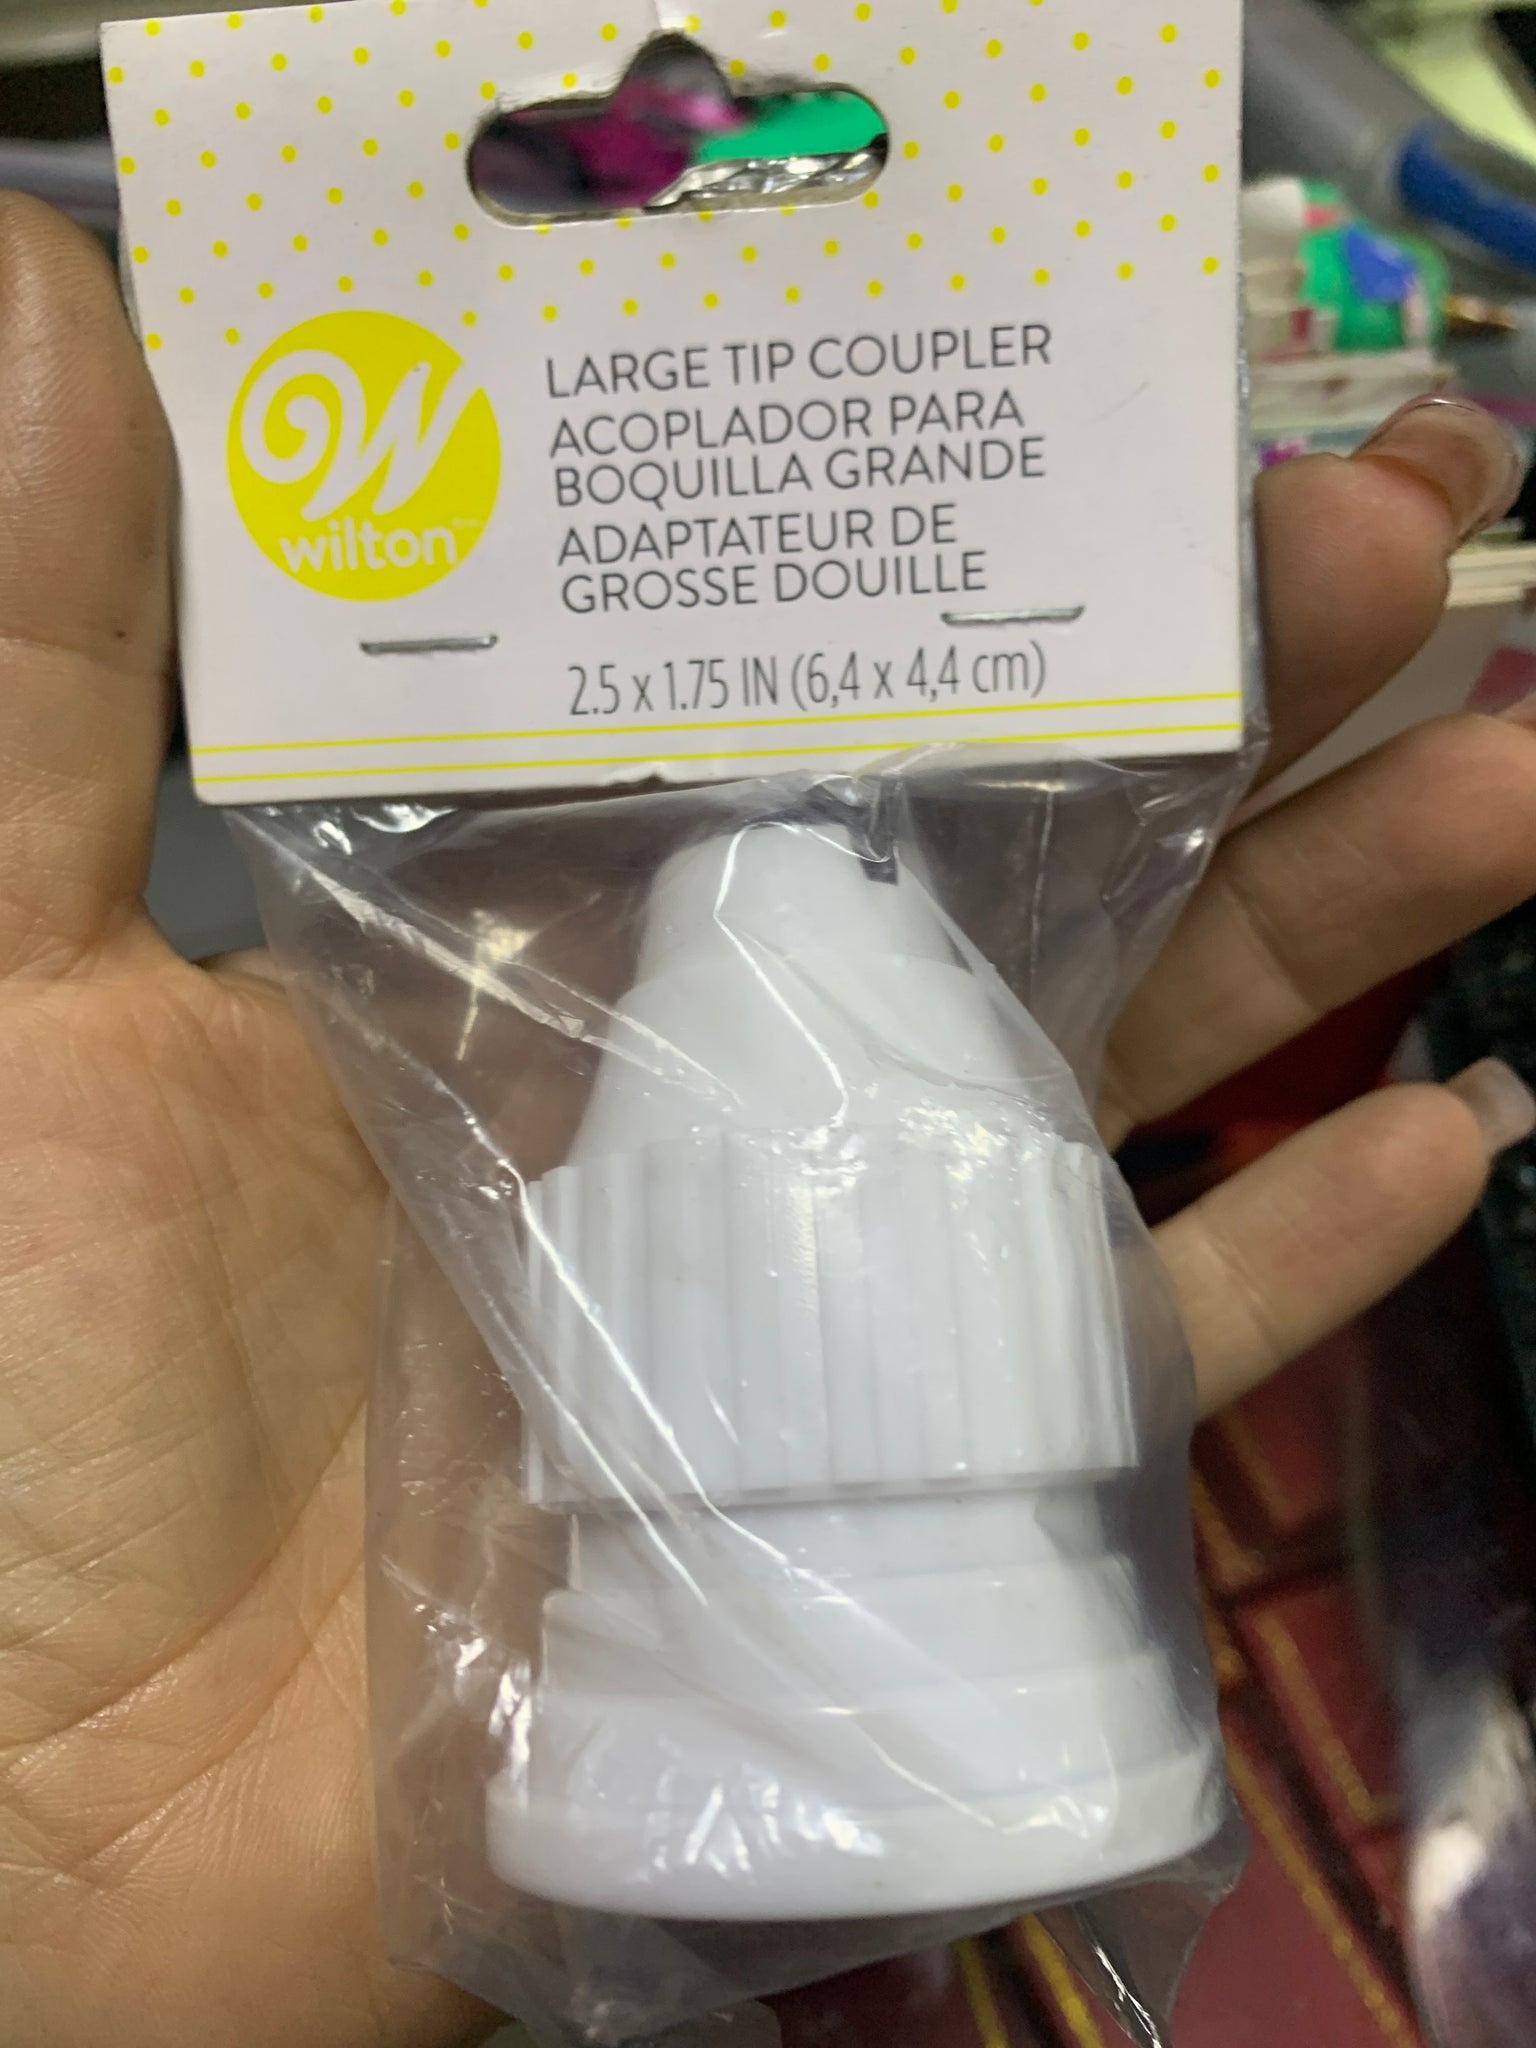 wilton
LARGE TIP COUPLER
ACOPLADOR PARA
BOQUILLA GRANDE
ADAPTATEUR DE
GROSSE DOUILLE
2.5 x 1.75 IN (6,4 x 4,4 cm)